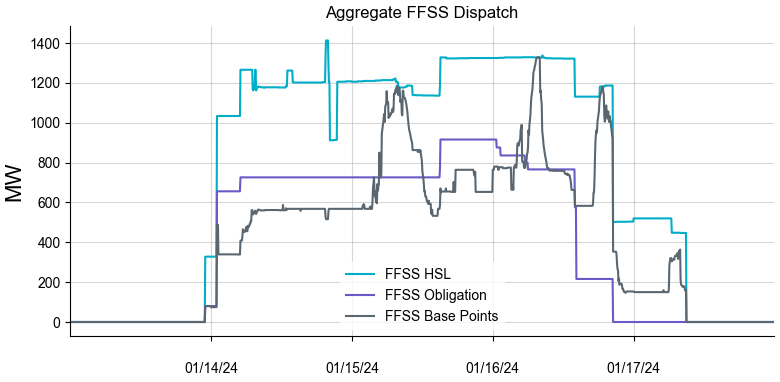 Aggregate FFSS Dispatch
MW
1400
1200
1000
800
600
400
200
0
FFSS HSL
FFSS Obligation
FFSS Base Points
01/14/24 01/15/24 01/16/24 01/17/24